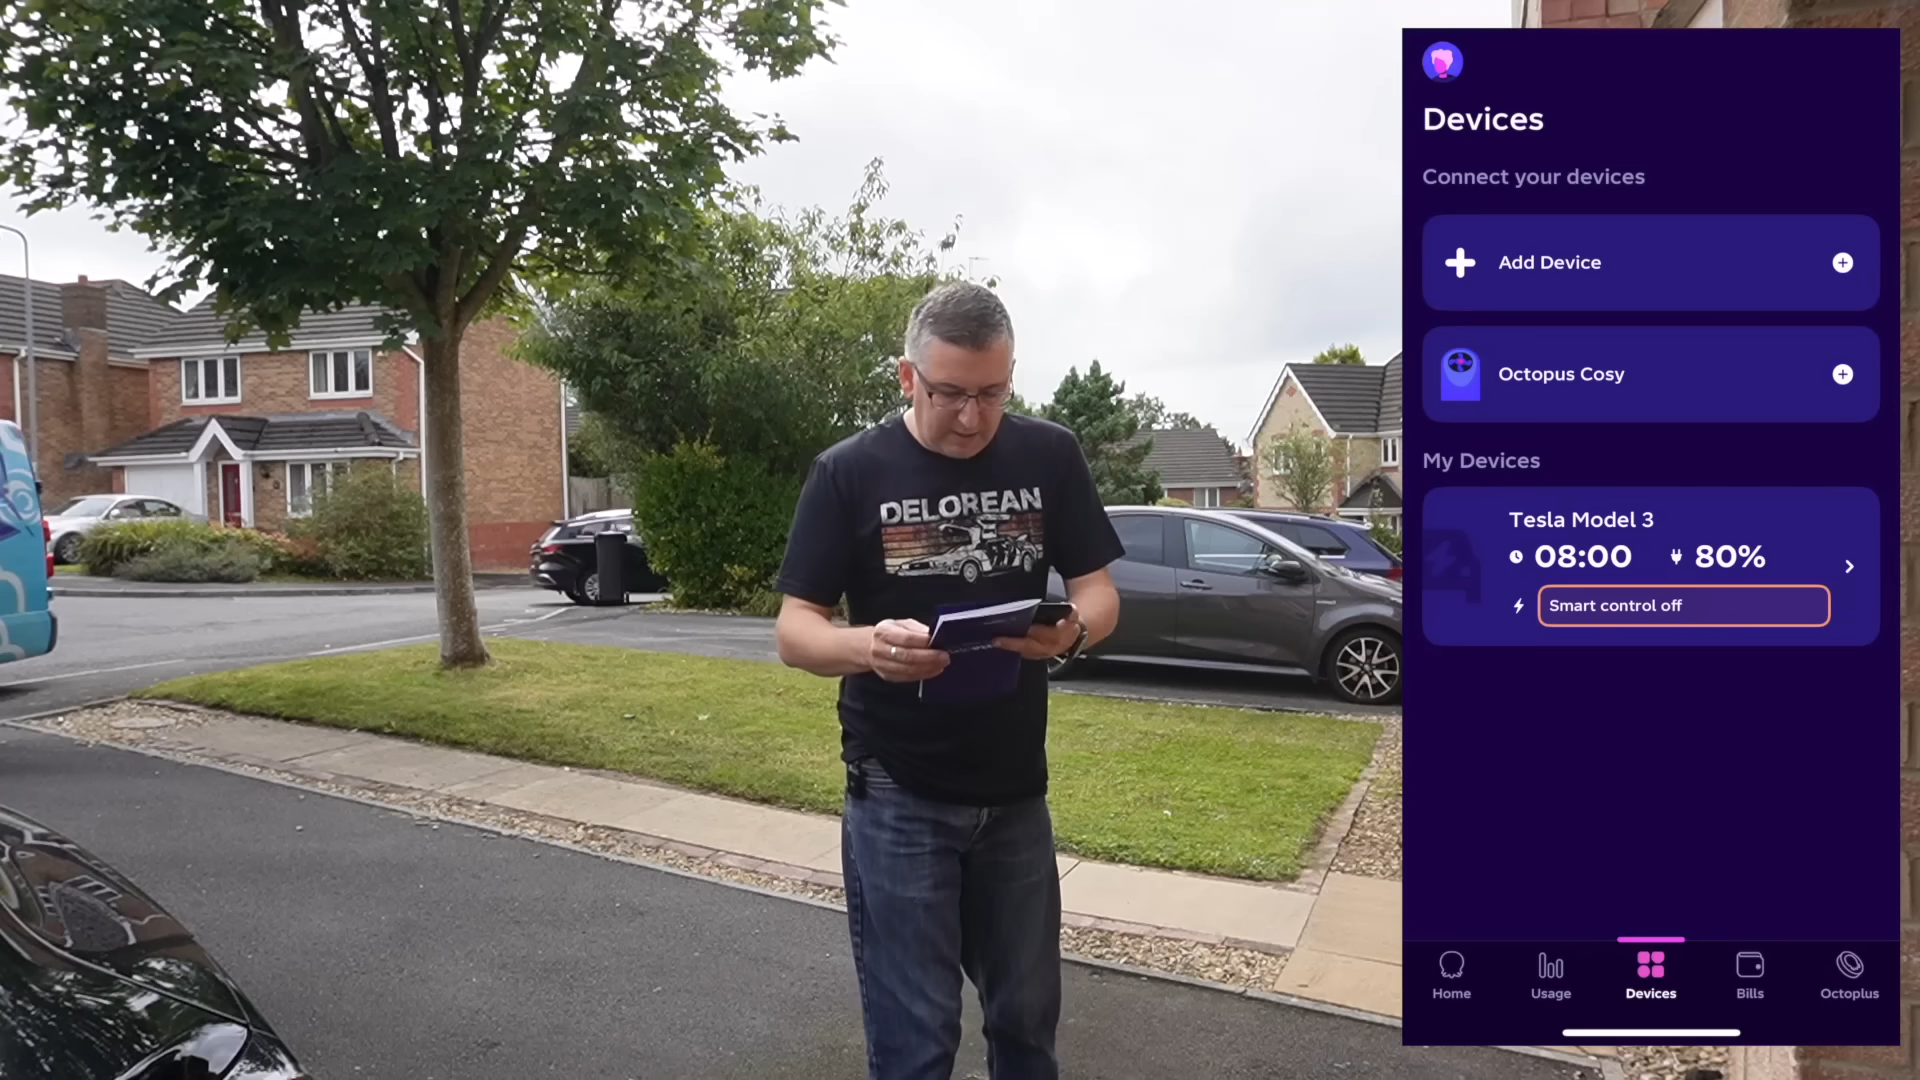 DELOREAN
Devices
Connect your devices
Add Device
Octopus Cosy
My Devices
Tesla Model 3
08:00 80%
Smart control off
Home Usage Devices Bills Octoplus